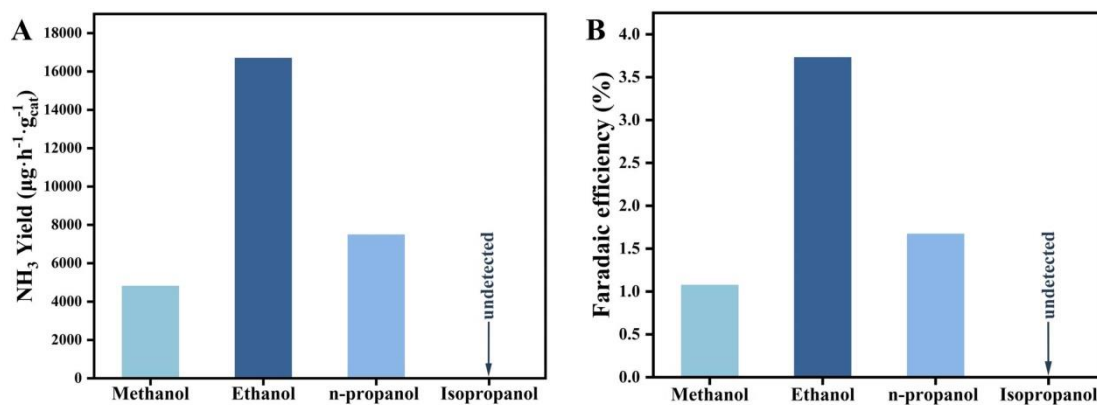 A
NH₃ Yield (μg·h⁻¹·g⁻¹cat)
18000
16000
14000
12000
10000
8000
6000
4000
2000
0
undetected
Methanol Ethanol n-propanol Isopropanol
B
Faradaic efficiency (%)
4.0
3.5
3.0
2.5
2.0
1.5
1.0
0.5
0.0
undetected
Methanol Ethanol n-propanol Isopropanol